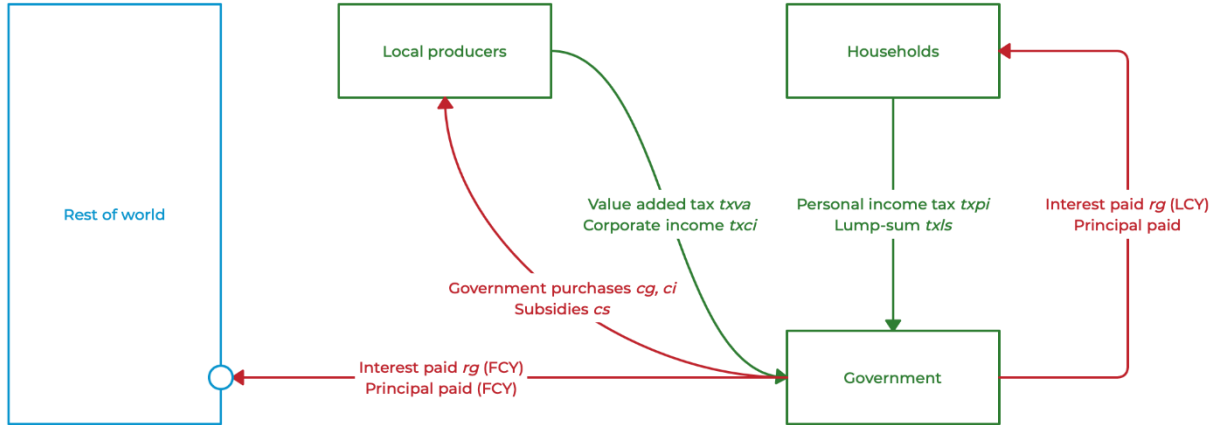 Local producers
Households
Rest of world
Value added tax txva
Corporate income txci
Personal income tax txpi
Lump-sum txls
Interest paid rg (LCY)
Principal paid
Government purchases cg, ci
Subsidies cs
Interest paid rg (FCY)
Principal paid (FCY)
Government